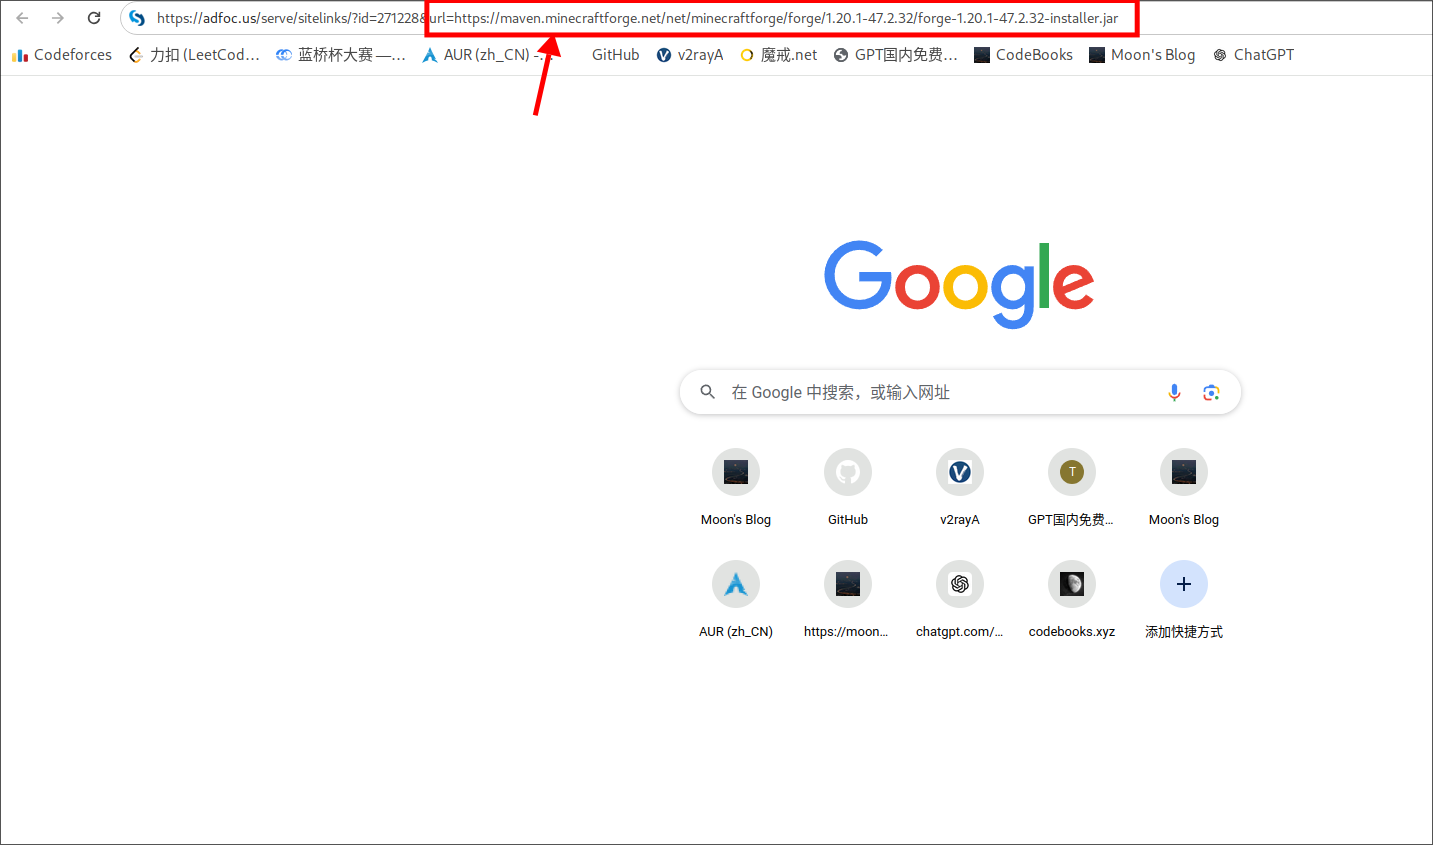 https://adfoc.us/serve/sitelinks/?id=271228&url=https://maven.minecraftforge.net/net/minecraftforge/forge/1.20.1-47.2.32/forge-1.20.1-47.2.32-installer.jar
Codeforces 力扣 (LeetCod… 蓝桥杯大赛 —… AUR (zh_CN) -… GitHub v2rayA 魔戒.net GPT国内免费… CodeBooks Moon's Blog ChatGPT
Google
在 Google 中搜索，或输入网址
T
Moon's Blog GitHub v2rayA GPT国内免费… Moon's Blog
AUR (zh_CN) https://moon… chatgpt.com/… codebooks.xyz 添加快捷方式